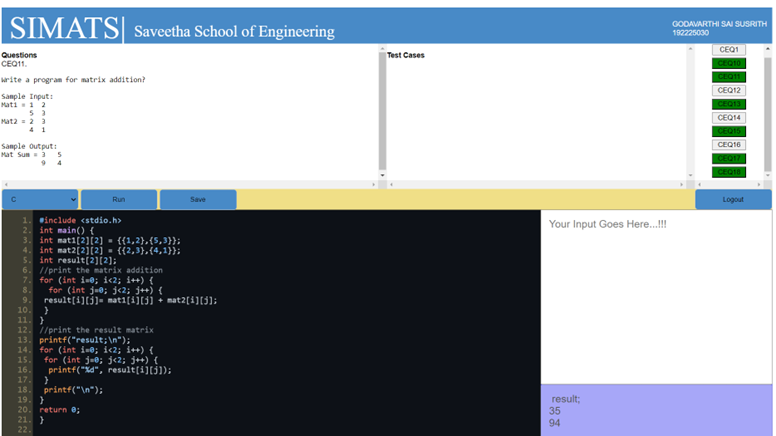 SIMATS| Saveetha School of Engineering
GODAVARTHI SAI SUSRITH
192225030
Questions
CEQ11.
Write a program for matrix addition?
Sample Input:
Mat1 = 1 2
5 3
Mat2 = 2 3
4 1
Sample Output:
Mat Sum = 3 5
9 4
Test Cases
CEQ1
CEQ10
CEQ11
CEQ12
CEQ13
CEQ14
CEQ15
CEQ16
CEQ17
CEQ18
C
Run
Save
Logout
1. #include <stdio.h>
2. int main() {
3. int mat1[2][2] = {{1,2},{5,3}};
4. int mat2[2][2] = {{2,3},{4,1}};
5. int result[2][2];
6. //print the matrix addition
7. for (int i=0; i<2; i++) {
8. for (int j=0; j<2; j++) {
9. result[i][j]= mat1[i][j] + mat2[i][j];
10. }
11. }
12. //print the result matrix
13. printf("result;\n");
14. for (int i=0; i<2; i++) {
15. for (int j=0; j<2; j++) {
16. printf("%d", result[i][j]);
17. }
18. printf("\n");
19. }
20. return 0;
21. }
22.
Your Input Goes Here...!!!
result;
35
94